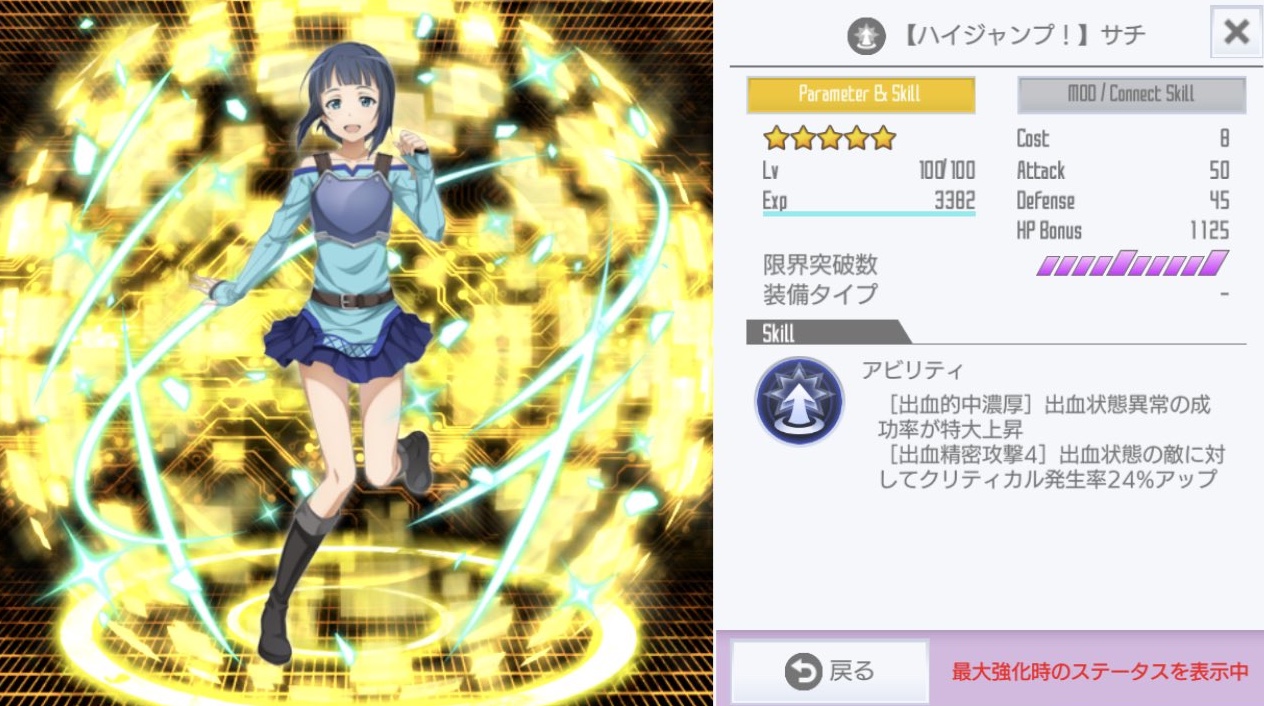 【ハイジャンプ！】サチ
Parameter & Skill
MOD / Connect Skill
Lv 100/100
Exp 3382
Cost 8
Attack 50
Defense 45
HP Bonus 1125
限界突破数
装備タイプ -
Skill
アビリティ
［出血的中濃厚］出血状態異常の成
功率が特大上昇
［出血精密攻撃4］出血状態の敵に対
してクリティカル発生率24%アップ
戻る
最大強化時のステータスを表示中